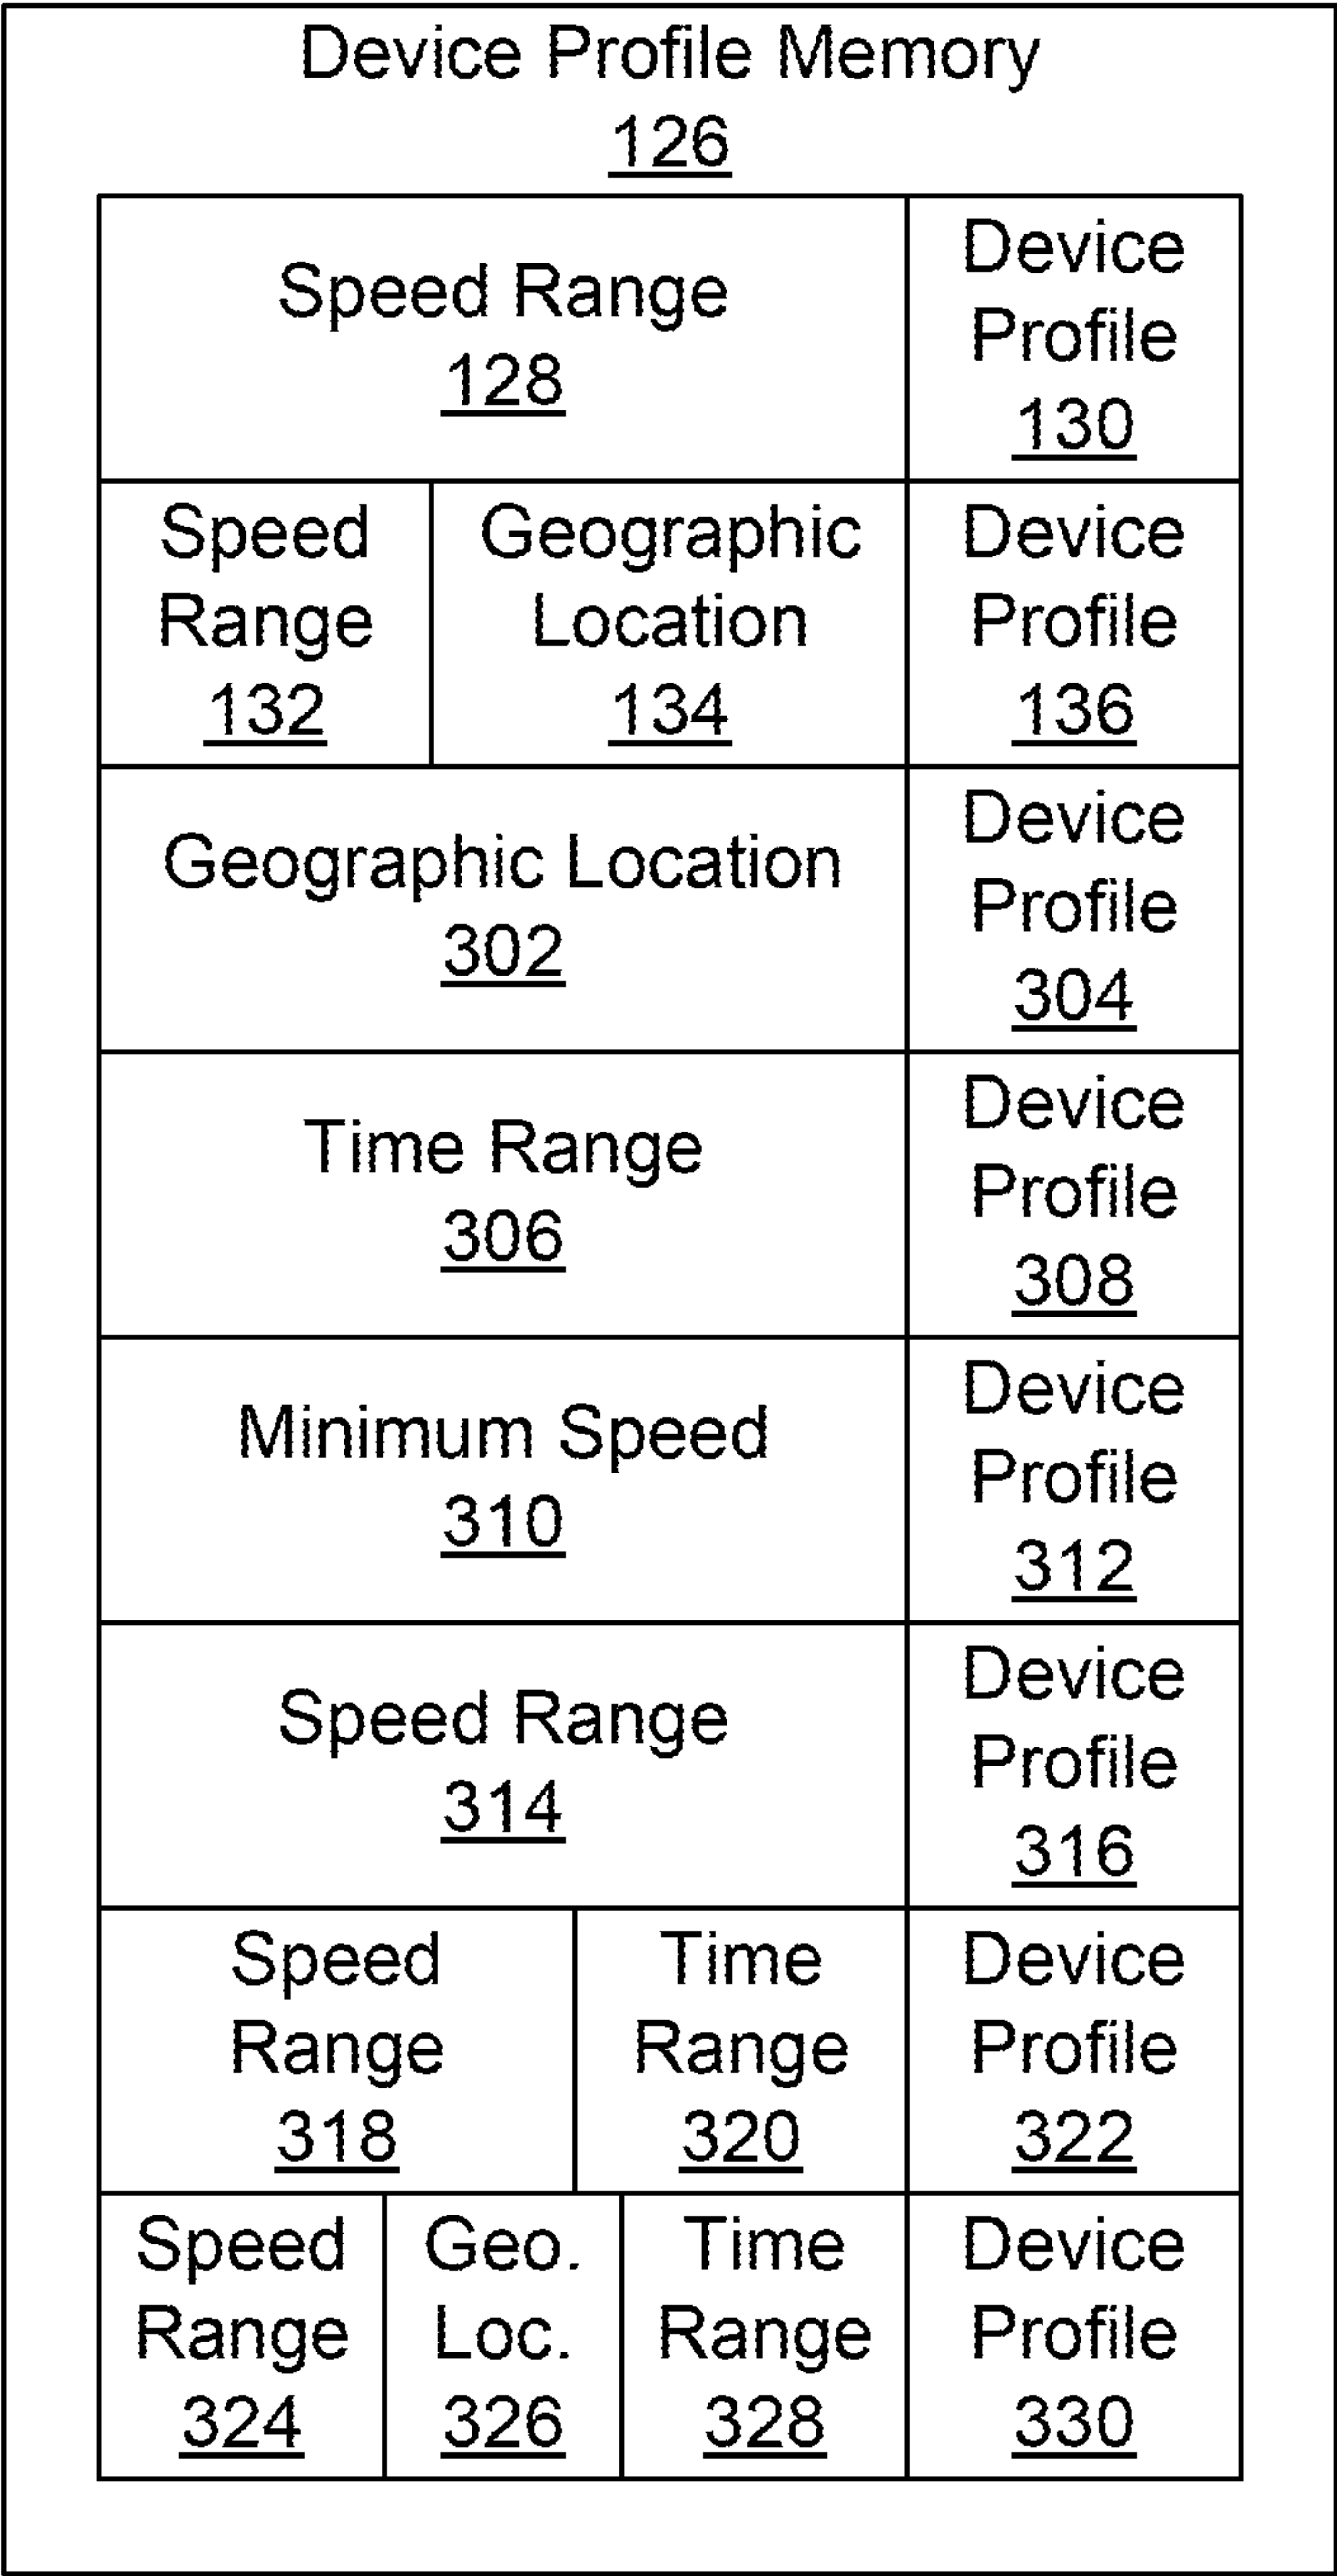 Device Profile Memory
126
Speed Range
128
Device
Profile
130
Speed
Range
132
Geographic
Location
134
Device
Profile
136
Geographic Location
302
Device
Profile
304
Time Range
306
Device
Profile
308
Minimum Speed
310
Device
Profile
312
Speed Range
314
Device
Profile
316
Speed
Range
318
Time
Range
320
Device
Profile
322
Speed
Range
324
Geo.
Loc.
326
Time
Range
328
Device
Profile
330